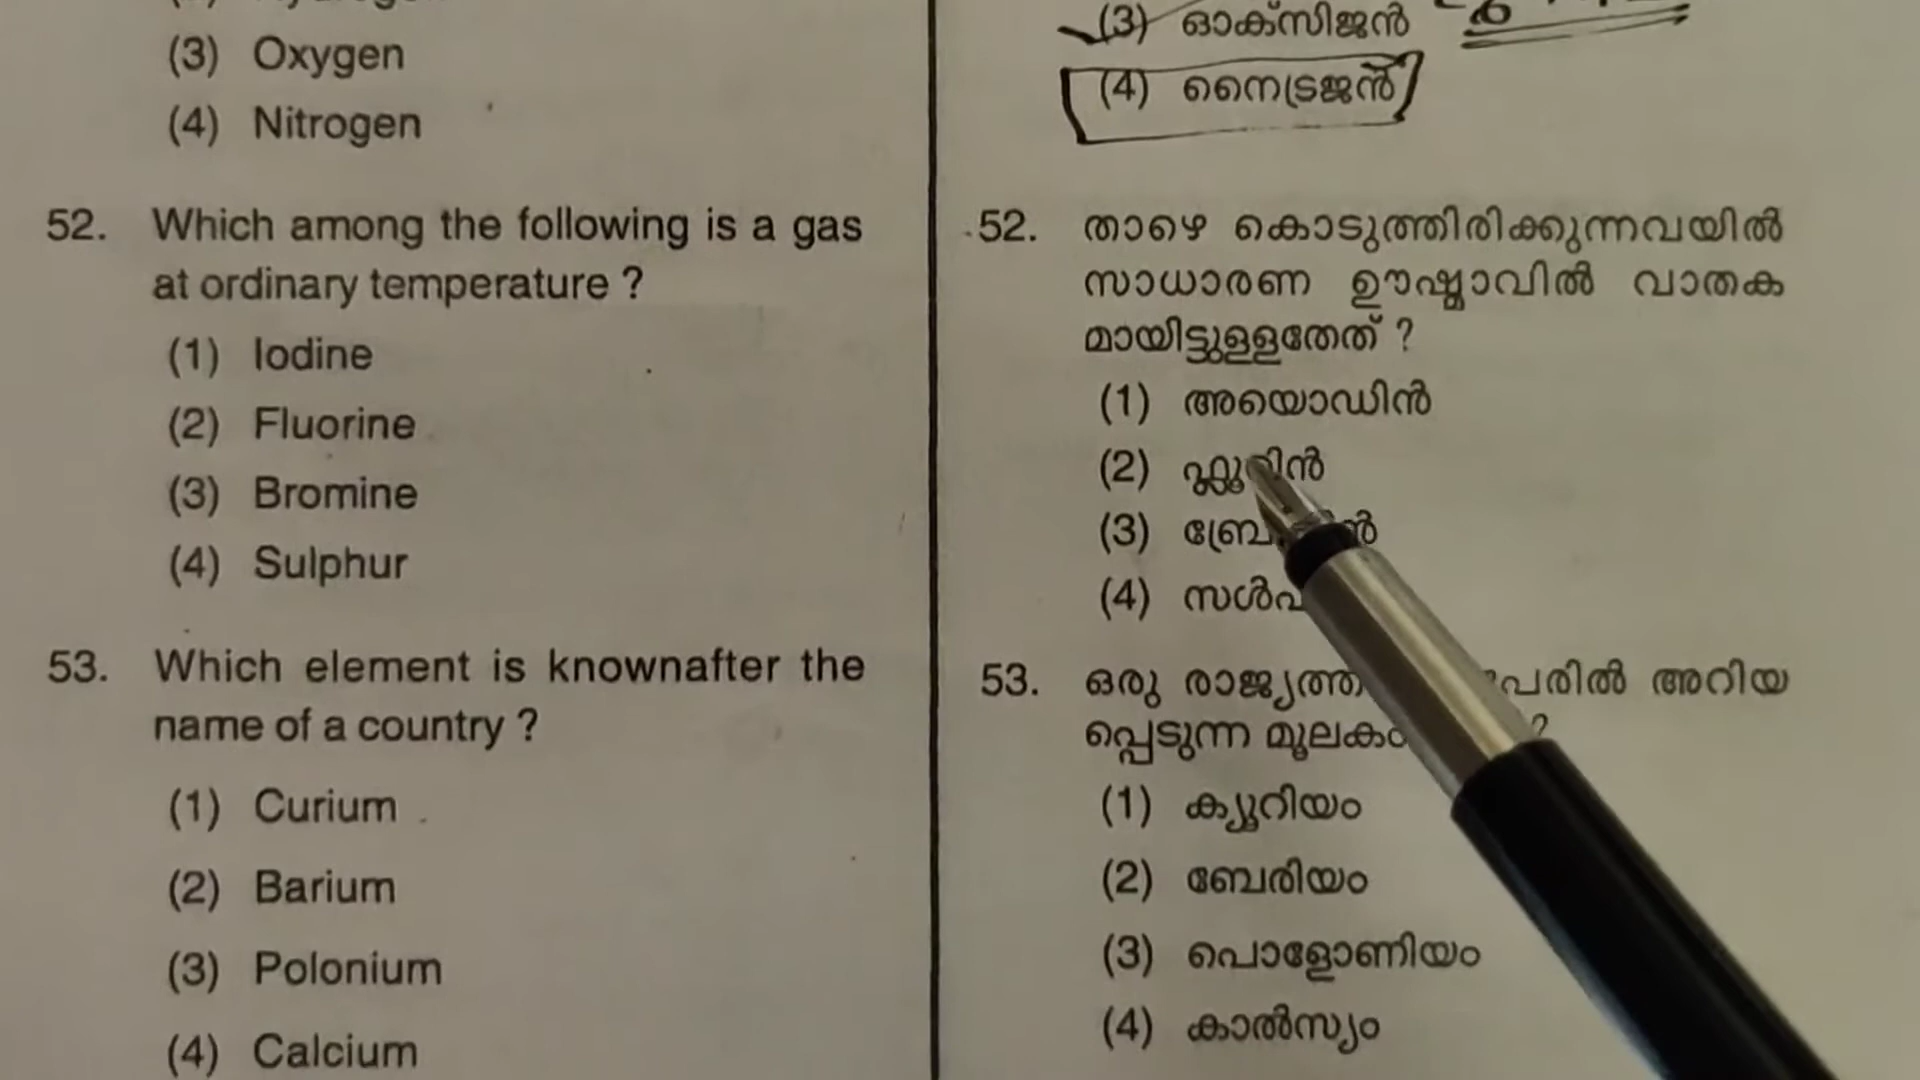 (3) Oxygen
(4) Nitrogen
52. Which among the following is a gas
at ordinary temperature ?
(1) Iodine
(2) Fluorine
(3) Bromine
(4) Sulphur
53. Which element is knownafter the
name of a country ?
(1) Curium
(2) Barium
(3) Polonium
(4) Calcium
(3) ഓക്സിജൻ
(4) നൈട്രജൻ
52. താഴെ കൊടുത്തിരിക്കുന്നവയിൽ
സാധാരണ ഊഷ്മാവിൽ വാതക
മായിട്ടുള്ളതേത് ?
(1) അയൊഡിൻ
(2) ഫ്ലൂറിൻ
(3)
(4)
53. ഒരു അറിയ
പ്പെടുന്ന മൂലകം ?
(1) ക്യൂറിയം
(2) ബേരിയം
(3) പൊളോണിയം
(4) കാൽസ്യം